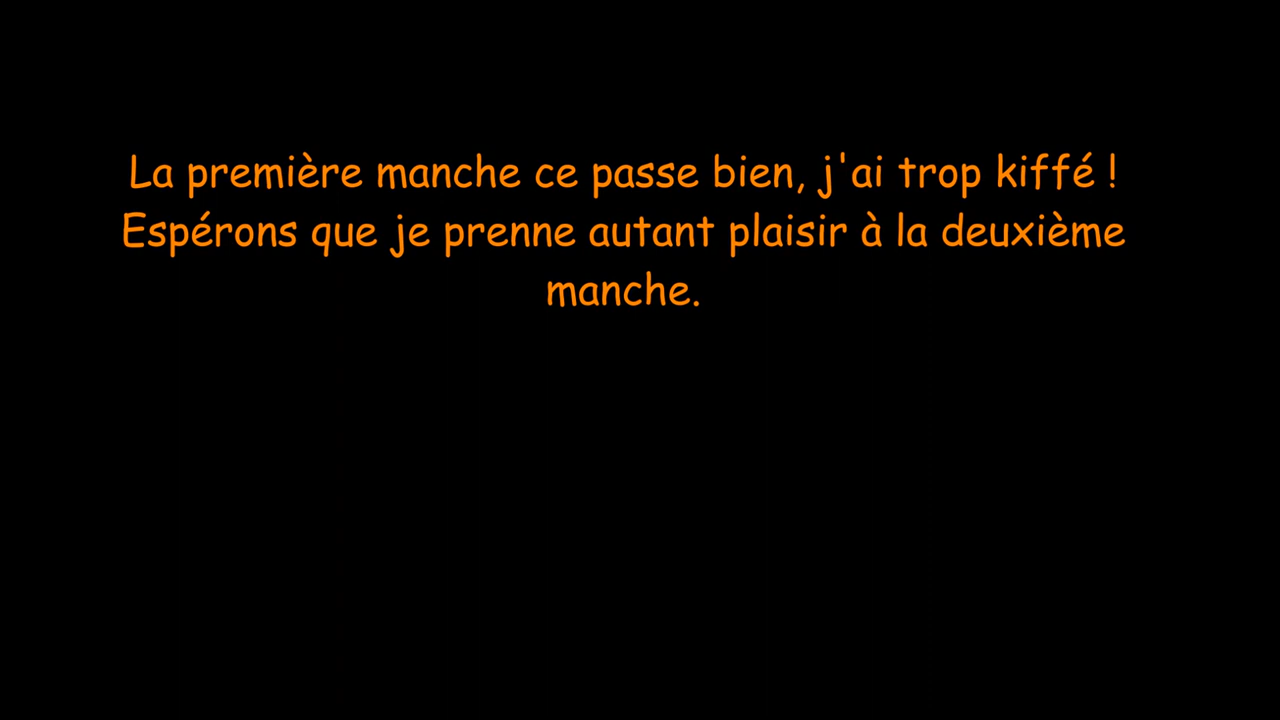 La première manche ce passe bien, j'ai trop kiffé !
Espérons que je prenne autant plaisir à la deuxième
manche.